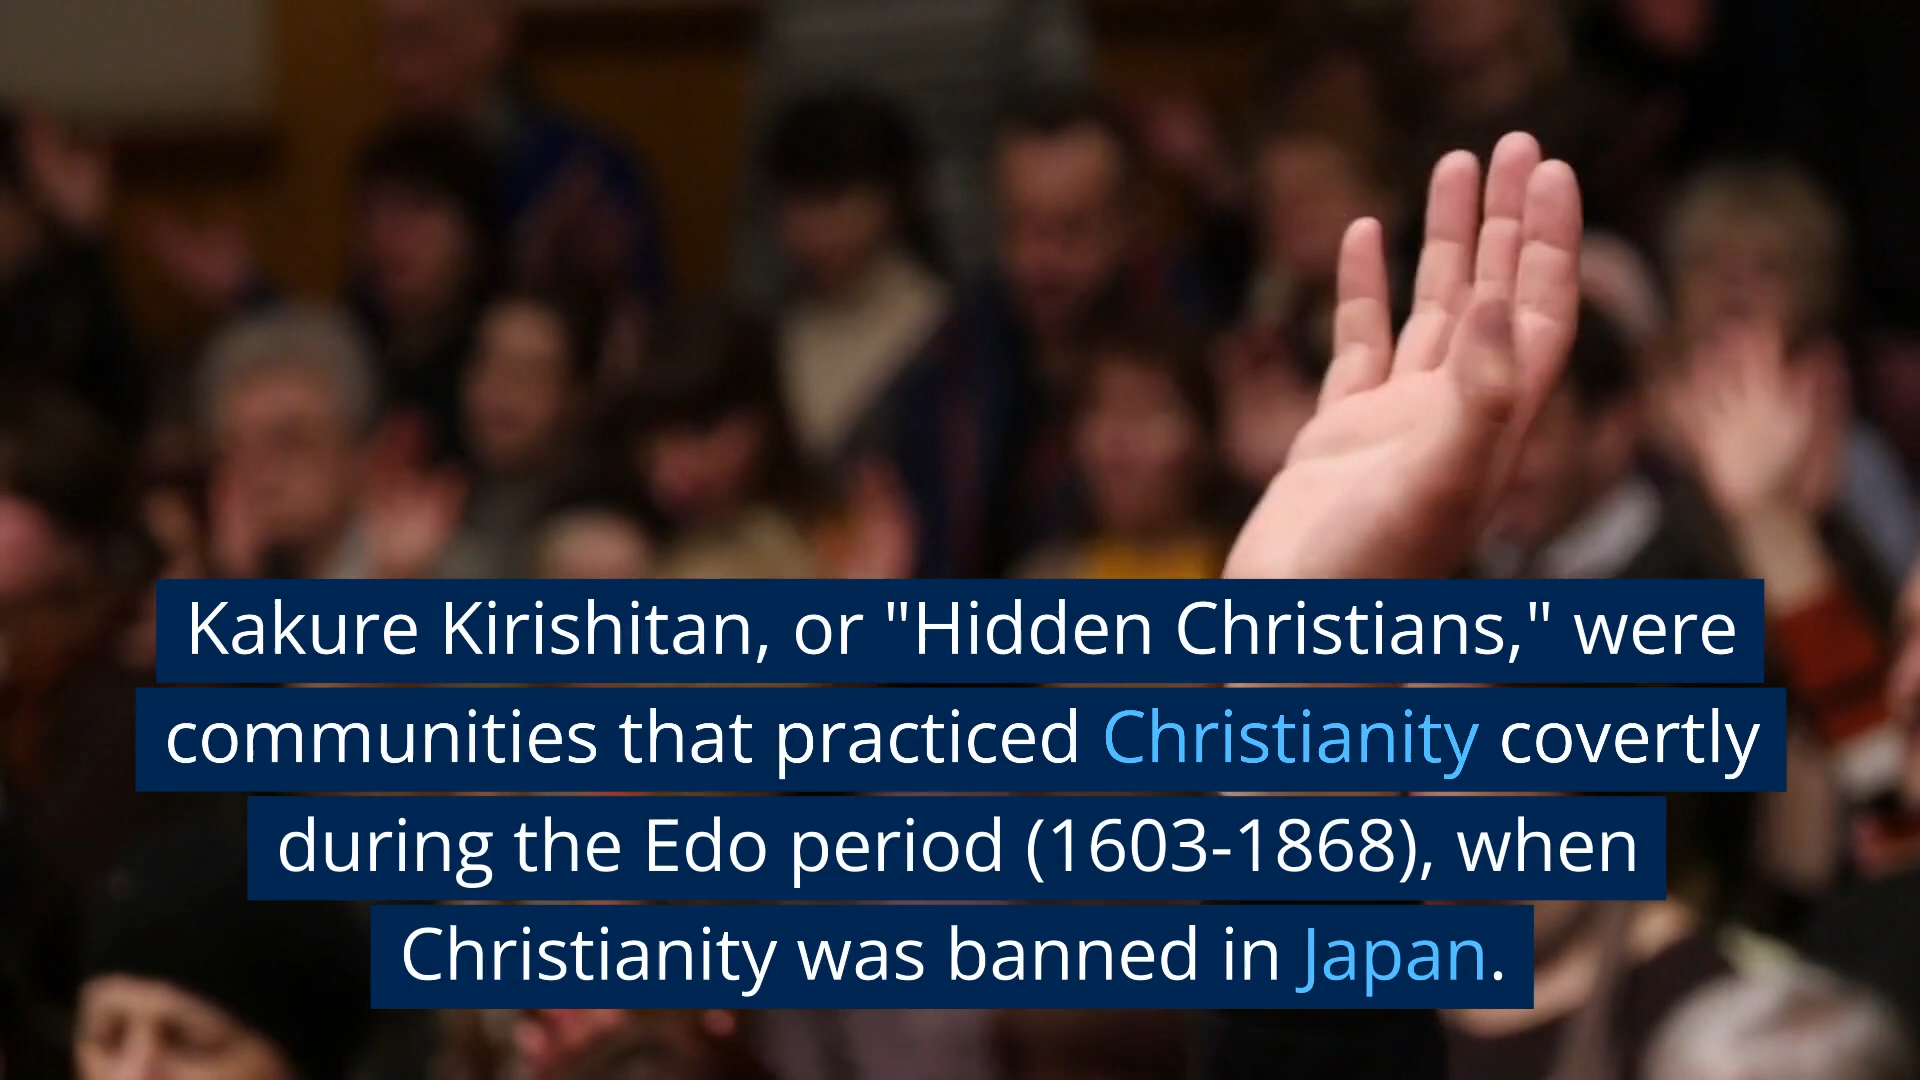 Kakure Kirishitan, or "Hidden Christians," were
communities that practiced Christianity covertly
during the Edo period (1603-1868), when
Christianity was banned in Japan.